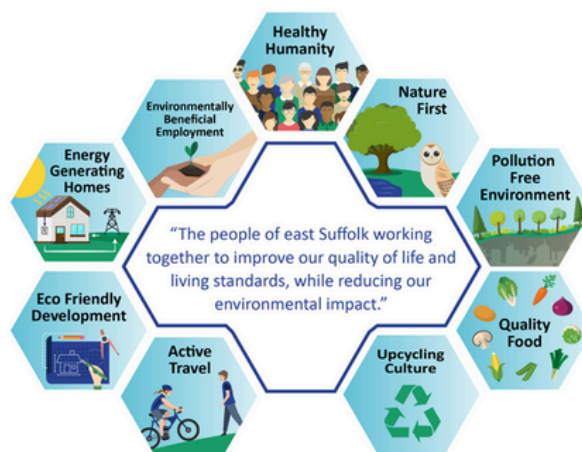 Healthy
Humanity
Environmentally
Beneficial
Employment
Nature
First
Energy
Generating
Homes
Pollution
Free
Environment
“The people of east Suffolk working
together to improve our quality of life and
living standards, while reducing our
environmental impact.”
Eco Friendly
Development
Quality
Food
Active
Travel
Upcycling
Culture